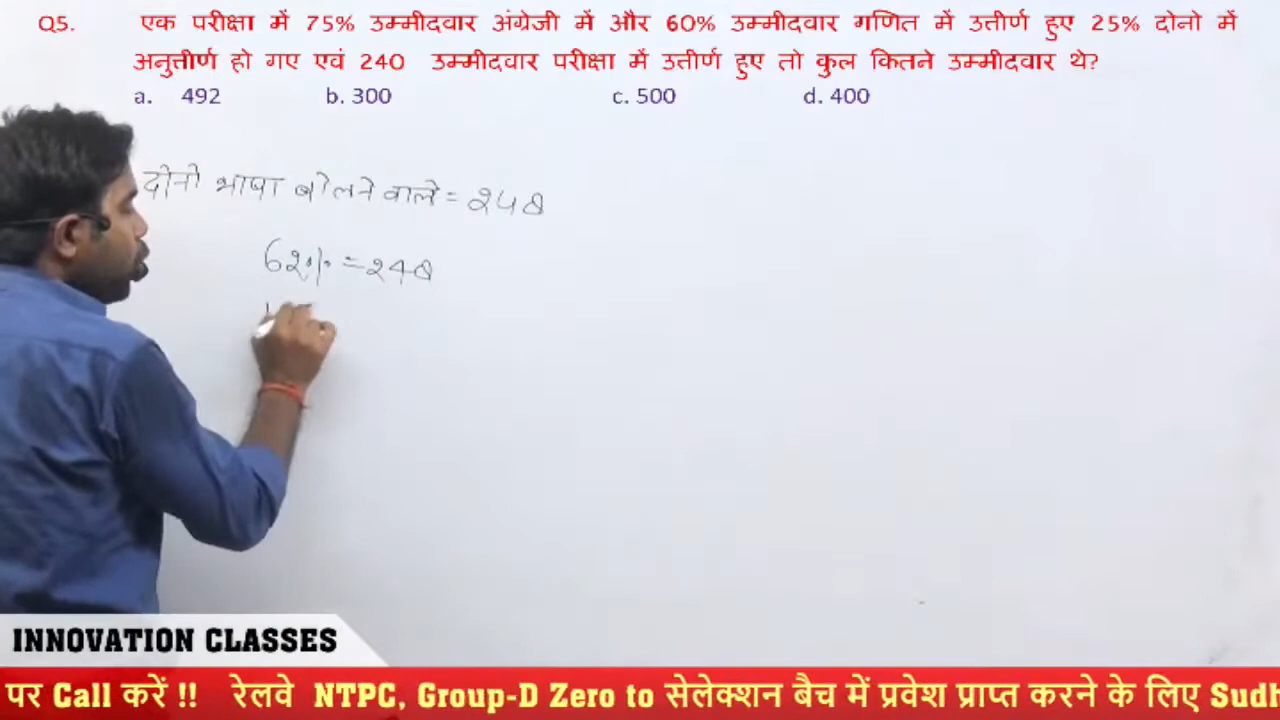 Q5. एक परीक्षा में 75% उम्मीदवार अंग्रेजी में और 60% उम्मीदवार गणित में उत्तीर्ण हुए 25% दोनो में
अनुत्तीर्ण हो गए एवं 240 उम्मीदवार परीक्षा में उत्तीर्ण हुए तो कुल कितने उम्मीदवार थे?
a. 492 b. 300 c. 500 d. 400
दोनो भाषा बोलने वाले = 248
62% = 248
INNOVATION CLASSES
पर Call करें !! रेलवे NTPC, Group-D Zero to सेलेक्शन बैच में प्रवेश प्राप्त करने के लिए Sudh